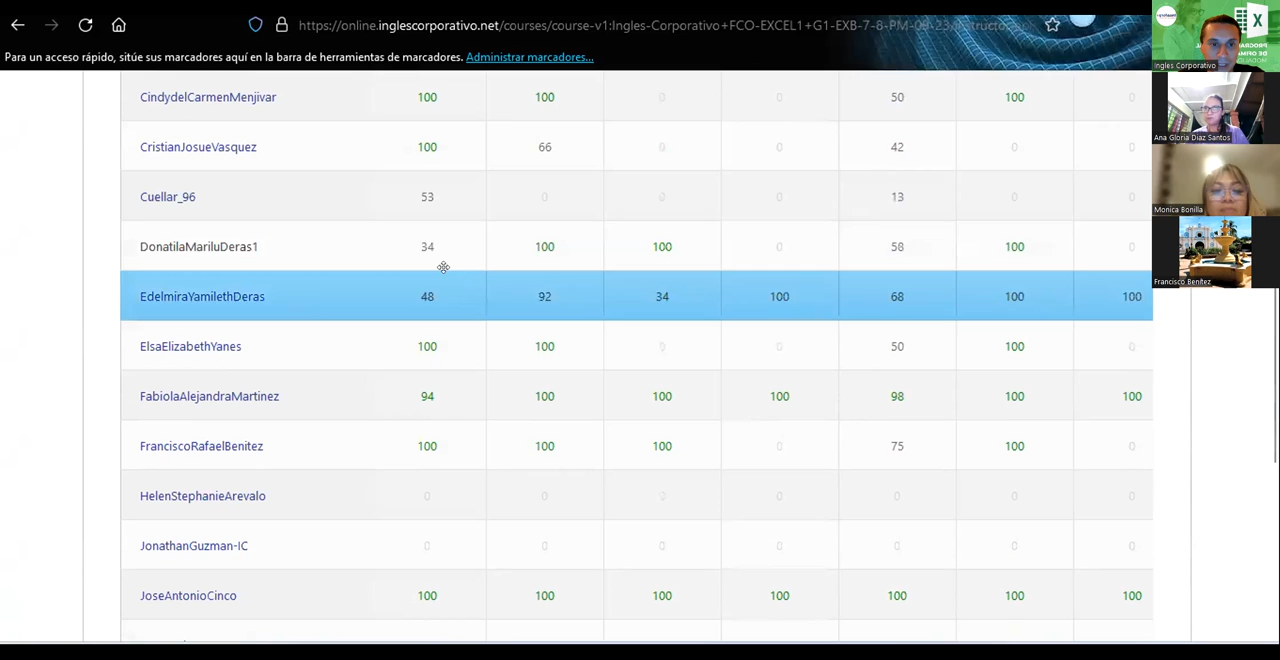 https://online.inglescorporativo.net/courses/course-v1:Ingles-Corporativo+FCO-EXCEL1+G1-EXB-7-8-PM-09-23
Para un acceso rápido, sitúe sus marcadores aquí en la barra de herramientas de marcadores. Administrar marcadores...
CindydelCarmenMenjivar 100 100 0 0 50 100 0
CristianJosueVasquez 100 66 0 0 42 0 0
Cuellar_96 53 0 0 0 13 0 0
DonatilaMariluDeras1 34 100 100 0 58 100 0
EdelmiraYamilethDeras 48 92 34 100 68 100 100
ElsaElizabethYanes 100 100 0 0 50 100 0
FabiolaAlejandraMartinez 94 100 100 100 98 100 100
FranciscoRafaelBenitez 100 100 100 0 75 100 0
HelenStephanieArevalo 0 0 0 0 0 0 0
JonathanGuzman-IC 0 0 0 0 0 0 0
JoseAntonioCinco 100 100 100 100 100 100 100
X
Ingles Corporativo
Ana Gloria Diaz Santos
Monica Bonilla
Francisco Benítez